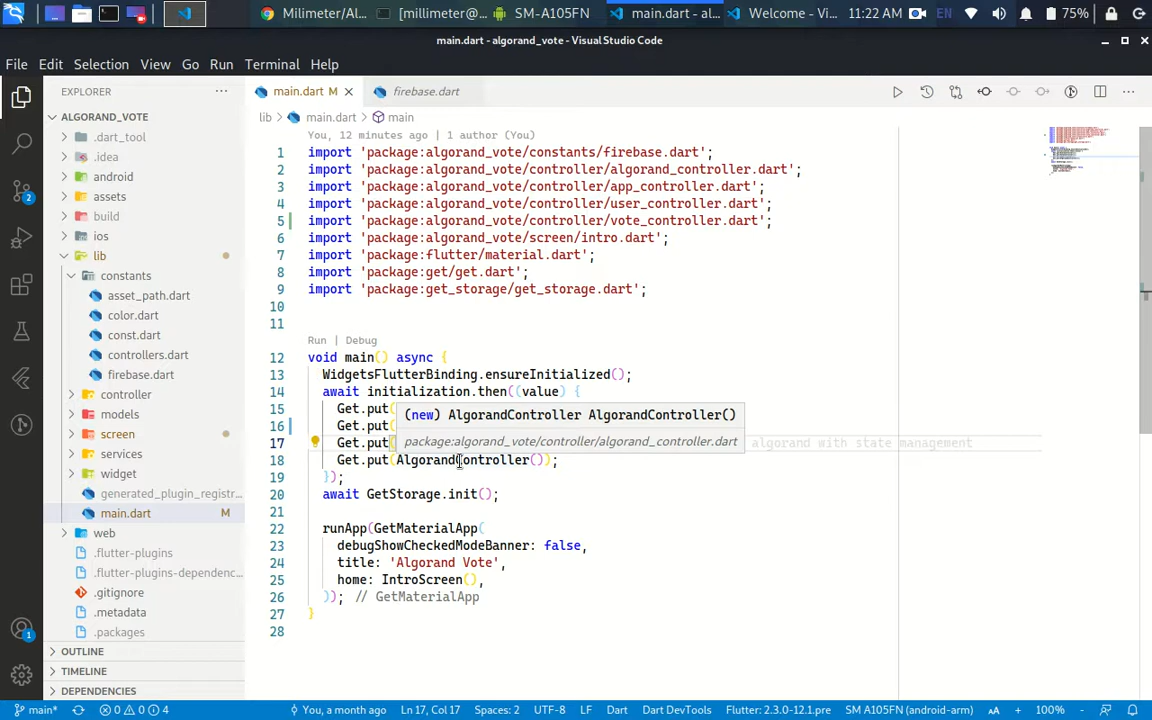 Milimeter/Al...
[millimeter@...
SM-A105FN
main.dart - al...
Welcome - Vi...
11:22 AM
EN
75%
main.dart - algorand_vote - Visual Studio Code
File Edit Selection View Go Run Terminal Help
EXPLORER
main.dart M
firebase.dart
ALGORAND_VOTE
lib > main.dart > main
.dart_tool
.idea
android
assets
build
ios
lib
constants
asset_path.dart
color.dart
const.dart
controllers.dart
firebase.dart
controller
models
screen
services
widget
generated_plugin_registr...
main.dart M
web
.flutter-plugins
.flutter-plugins-dependenc...
.gitignore
.metadata
.packages
OUTLINE
TIMELINE
DEPENDENCIES
2
1
You, 12 minutes ago | 1 author (You)
1 import 'package:algorand_vote/constants/firebase.dart';
2 import 'package:algorand_vote/controller/algorand_controller.dart';
3 import 'package:algorand_vote/controller/app_controller.dart';
4 import 'package:algorand_vote/controller/user_controller.dart';
5 import 'package:algorand_vote/controller/vote_controller.dart';
6 import 'package:algorand_vote/screen/intro.dart';
7 import 'package:flutter/material.dart';
8 import 'package:get/get.dart';
9 import 'package:get_storage/get_storage.dart';
10
11
Run | Debug
12 void main() async {
13 WidgetsFlutterBinding.ensureInitialized();
14 await initialization.then((value) {
15 Get.put(
16 Get.put(
17 Get.put( algorand with state management
18 Get.put(AlgorandController());
(new) AlgorandController AlgorandController()
package:algorand_vote/controller/algorand_controller.dart
19 });
20 await GetStorage.init();
21
22 runApp(GetMaterialApp(
23 debugShowCheckedModeBanner: false,
24 title: 'Algorand Vote',
25 home: IntroScreen(),
26 )); // GetMaterialApp
27 }
28
main* 0 0 4 You, a month ago Ln 17, Col 17 Spaces: 2 UTF-8 LF Dart Dart DevTools Flutter: 2.3.0-12.1.pre SM A105FN (android-arm) AA 100%